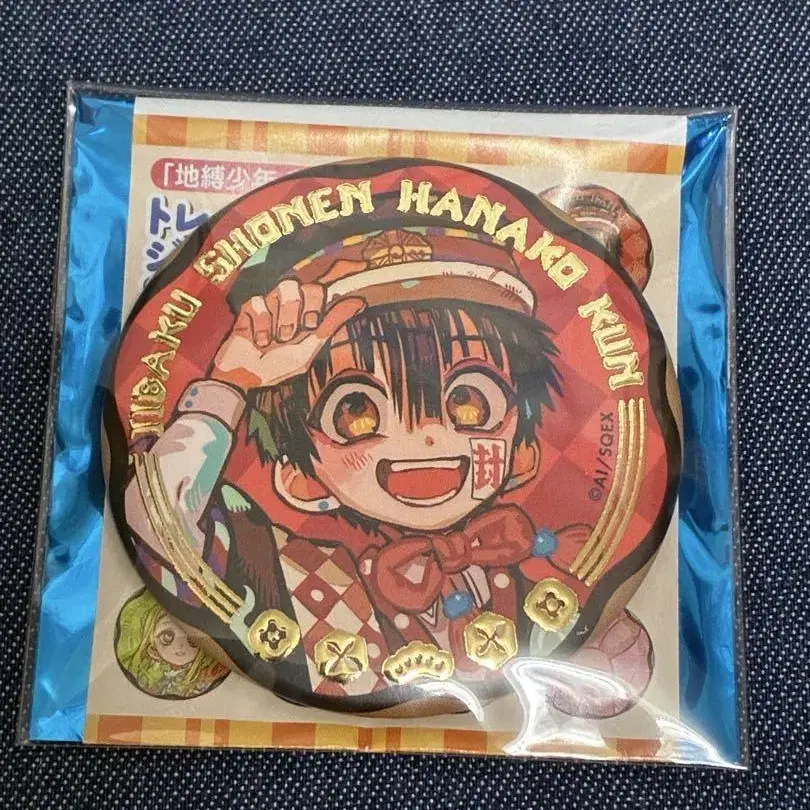 「地縛少年
トレ
ジ
JIBAKU SHONEN HANAKO KUN
封
©AI/SQEX